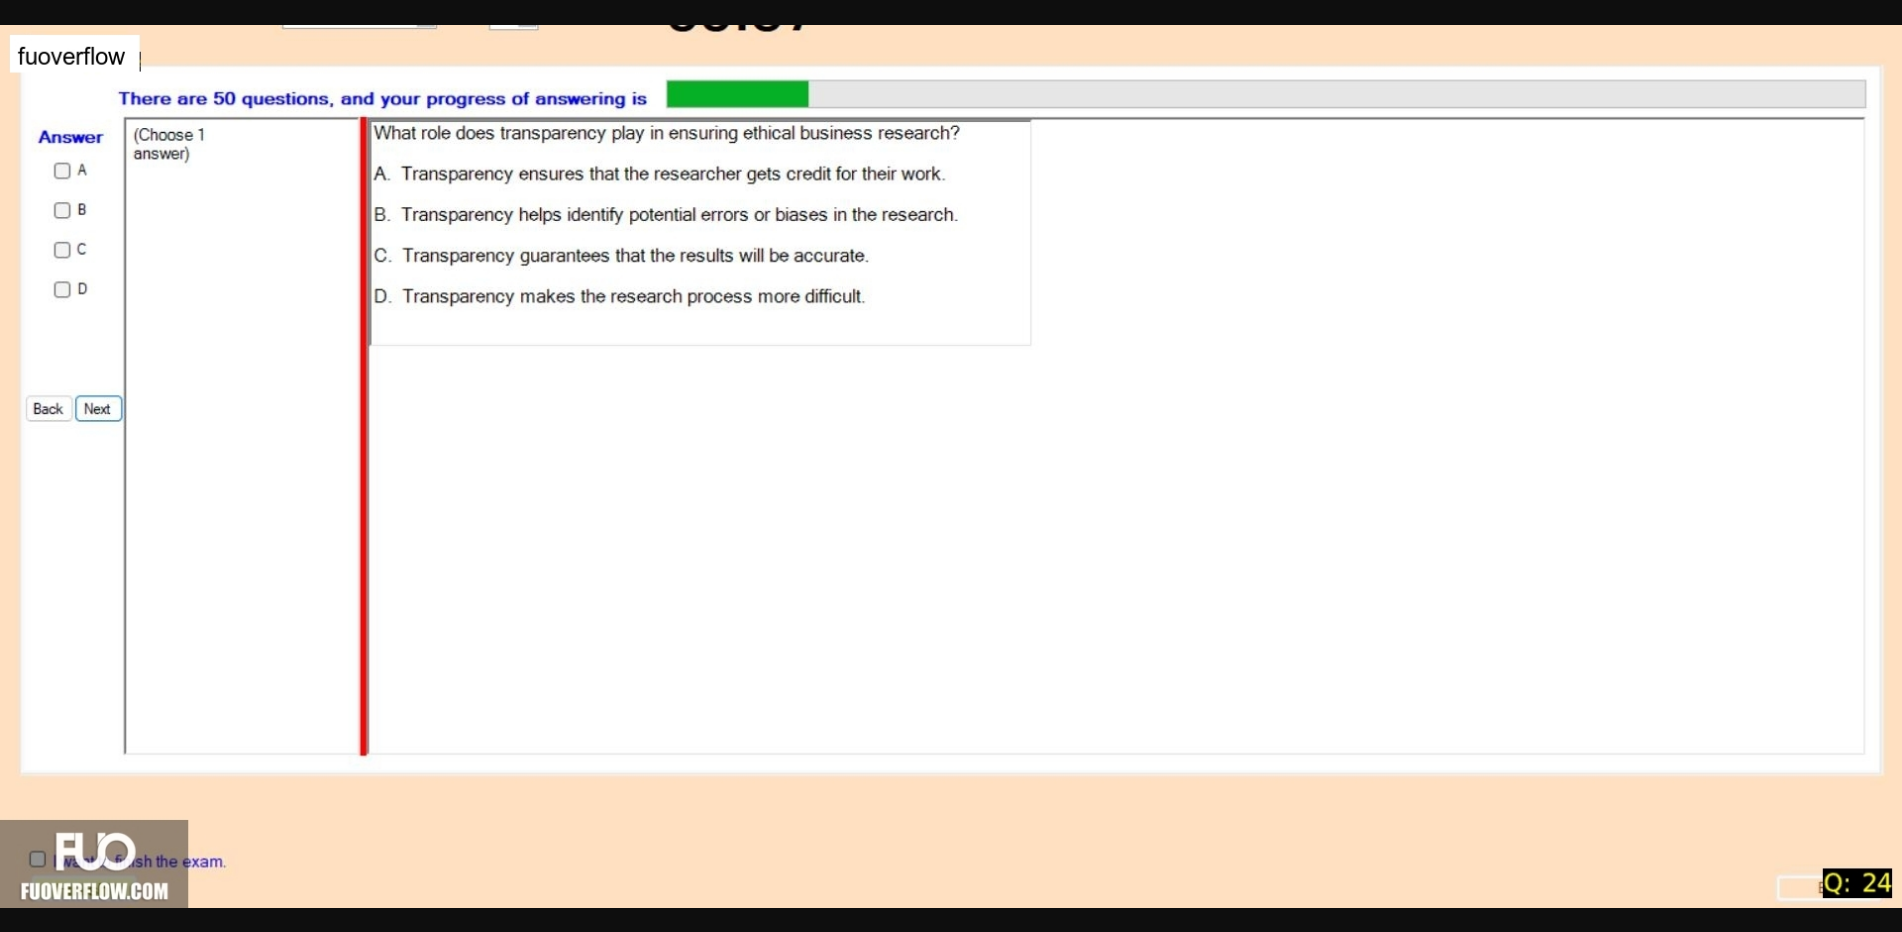 fuoverflow
There are 50 questions, and your progress of answering is
Answer
(Choose 1
answer)
A
B
C
D
Back
Next
What role does transparency play in ensuring ethical business research?
A. Transparency ensures that the researcher gets credit for their work.
B. Transparency helps identify potential errors or biases in the research.
C. Transparency guarantees that the results will be accurate.
D. Transparency makes the research process more difficult.
FUO
sh the exam.
FUOVERFLOW.COM
Q: 24